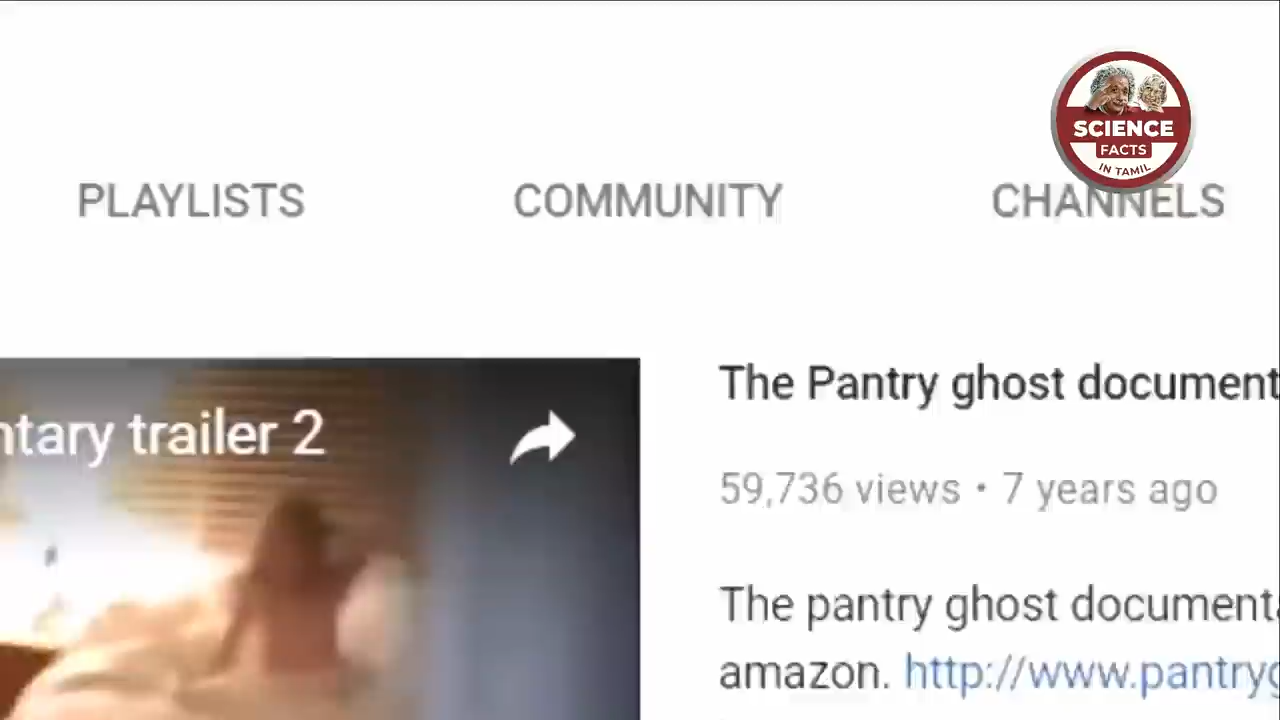 SCIENCE
FACTS
IN TAMIL
PLAYLISTS COMMUNITY CHANNELS
ntary trailer 2
The Pantry ghost document
59,736 views • 7 years ago
The pantry ghost documenta
amazon. http://www.pantryg